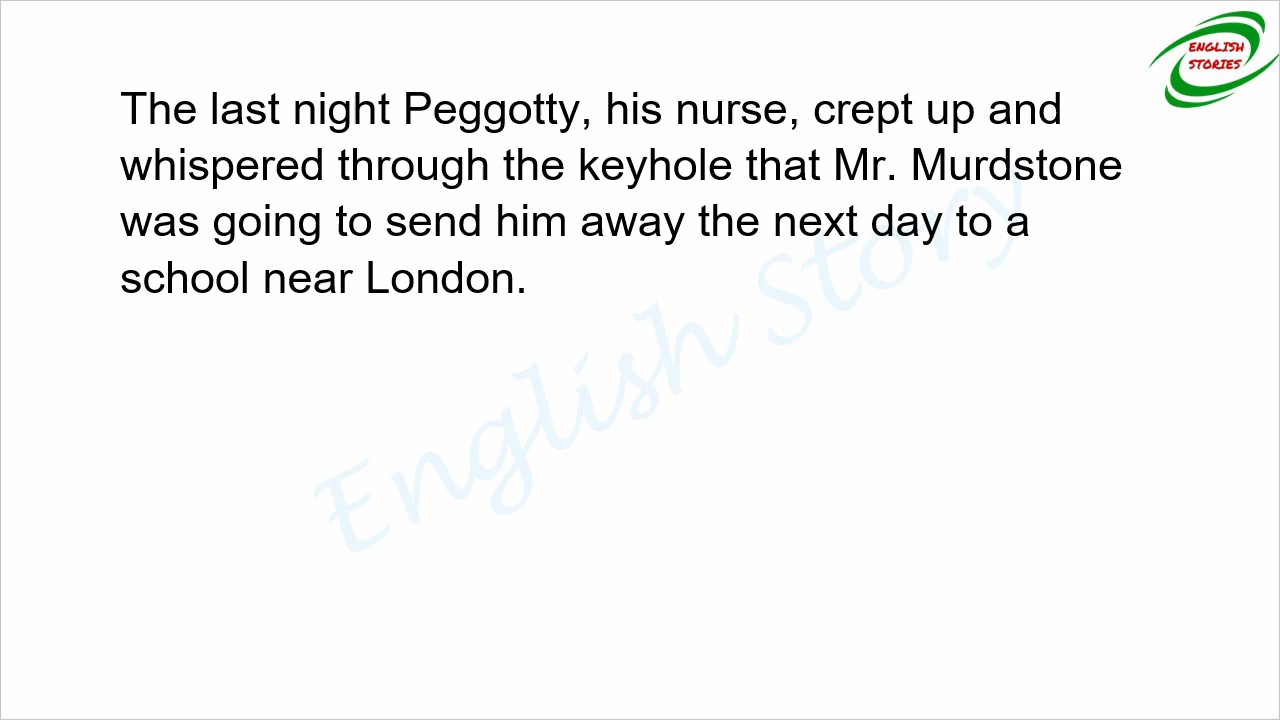 ENGLISH
STORIES
The last night Peggotty, his nurse, crept up and
whispered through the keyhole that Mr. Murdstone
was going to send him away the next day to a
school near London.
English Story